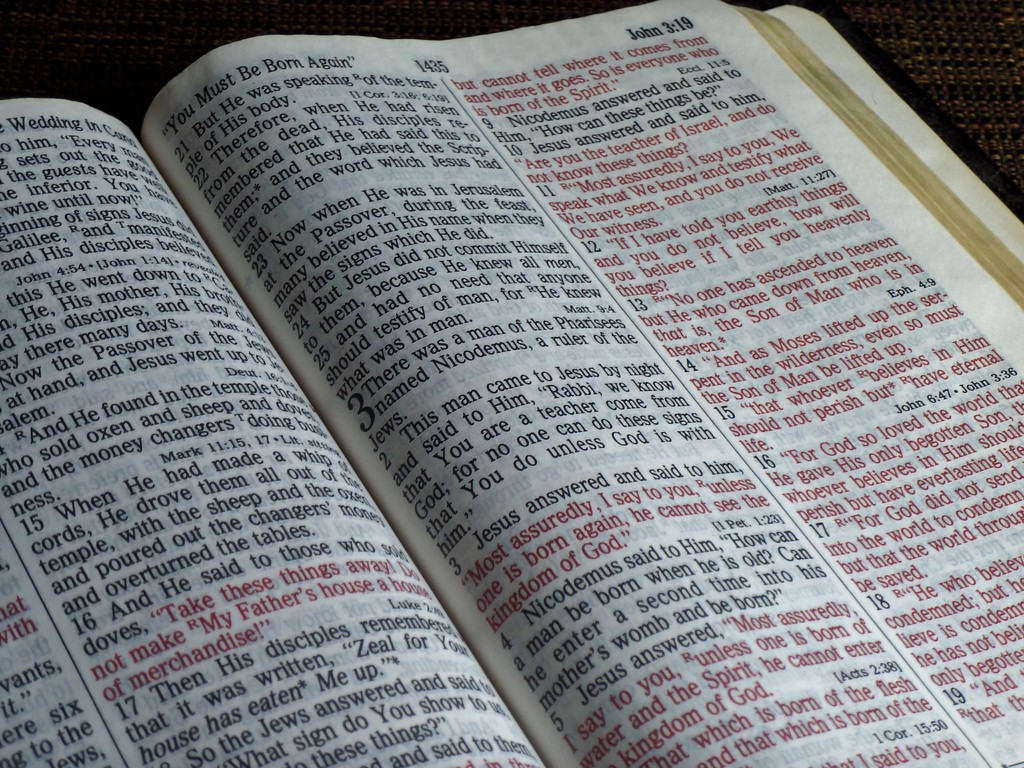 e Wedding in Can
o him, "Every ma
g sets out the good
the guests have well
e inferior. You have
wine until now!"
ginning of signs Jesus d
Galilee, R and T manifeste
and His disciples believed
John 4:54 • [John 1:14] • reveale
this He went down to
n, He, His mother, His broth
d His disciples; and they did
ay there many days.
Matt. 4:
Now the Passover of the Je
at hand, and Jesus went up to
alem.
Deut. 16:1
R And He found in the temple those
who sold oxen and sheep and doves
and the money changers doing busi
Mark 11:15, 17 • Lit.
ness.
15 When He had made a whip of
cords, He drove them all out of the
temple, with the sheep and the oxen
and poured out the changers' money
and overturned the tables.
16 And He said to those who sold
doves, "Take these things away! Do
not make R My Father's house a house
of merchandise!"
Luke 2:49
17 Then His disciples remembered
that it was written, "Zeal for You
house has eaten* Me up."*
So the Jews answered and said to
"What sign do You show to us
do these things?"
ed and said to them
hat
with
vants,
it."
ere six
g to the
Jews,
"You Must Be Born Again"
1435
John 3:19
21 But He was speaking R of the tem-
ple of His body.
[1 Cor. 3:16; 6:19]
22 Therefore, when He had risen
from the dead, His disciples re-
membered that He had said this to
them;* and they believed the Scrip-
ture and the word which Jesus had
said.
23 Now when He was in Jerusalem
at the Passover, during the feast,
many believed in His name when they
saw the signs which He did.
24 But Jesus did not commit Himself
to them, because He knew all men,
25 and had no need that anyone
should testify of man, for R He knew
what was in man.
Matt. 9:4
3 There was a man of the Pharisees
named Nicodemus, a ruler of the
Jews.
2 This man came to Jesus by night
and said to Him, "Rabbi, we know
that You are a teacher come from
God; for no one can do these signs
that You do unless God is with
him."
3 Jesus answered and said to him,
"Most assuredly, I say to you, unless
one is born again, he cannot see the
kingdom of God."
[1 Pet. 1:23]
4 Nicodemus said to Him, "How can
a man be born when he is old? Can
he enter a second time into his
mother's womb and be born?"
5 Jesus answered, "Most assuredly,
I say to you, R unless one is born of
water and the Spirit, he cannot enter
kingdom of God.
[Acts 2:38]
That which is born of the flesh
and that which is born of the
1 Cor. 15:50
that I said to you,
but cannot tell where it comes from
and where it goes. So is everyone who
is born of the Spirit."
Eccl. 11:5
9 Nicodemus answered and said to
Him, "How can these things be?"
10 Jesus answered and said to him,
"Are you the teacher of Israel, and do
not know these things?
11 R "Most assuredly, I say to you, We
speak what We know and testify what
We have seen, and you do not receive
Our witness.
[Matt. 11:27]
12 "If I have told you earthly things
and you do not believe, how will
you believe if I tell you heavenly
things?
13 R "No one has ascended to heaven
but He who came down from heaven,
that is, the Son of Man who is in
heaven.*
Eph. 4:9
14 "And as Moses lifted up the ser-
pent in the wilderness, even so must
the Son of Man be lifted up,
15 that whoever R believes in Him
should not perish but* R have eternal
life.
John 6:47 • John 3:36
16 "For God so loved the world that
He gave His only begotten Son, th
whoever believes in Him should
perish but have everlasting life
17 R "For God did not send
into the world to condemn
but that the world throug
be saved.
18 R "He who believe
condemned; but h
lieve is condemn
he has not beli
only begotten
19 "And t
R that